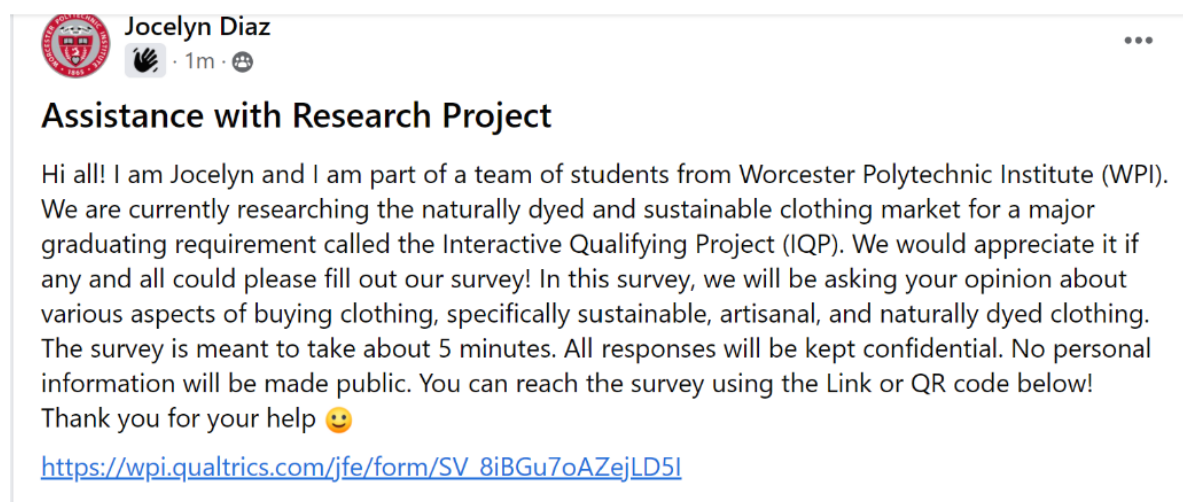 Jocelyn Diaz
· 1m ·
Assistance with Research Project
Hi all! I am Jocelyn and I am part of a team of students from Worcester Polytechnic Institute (WPI).
We are currently researching the naturally dyed and sustainable clothing market for a major
graduating requirement called the Interactive Qualifying Project (IQP). We would appreciate it if
any and all could please fill out our survey! In this survey, we will be asking your opinion about
various aspects of buying clothing, specifically sustainable, artisanal, and naturally dyed clothing.
The survey is meant to take about 5 minutes. All responses will be kept confidential. No personal
information will be made public. You can reach the survey using the Link or QR code below!
Thank you for your help 🙂
https://wpi.qualtrics.com/jfe/form/SV_8iBGu7oAZejLD5I